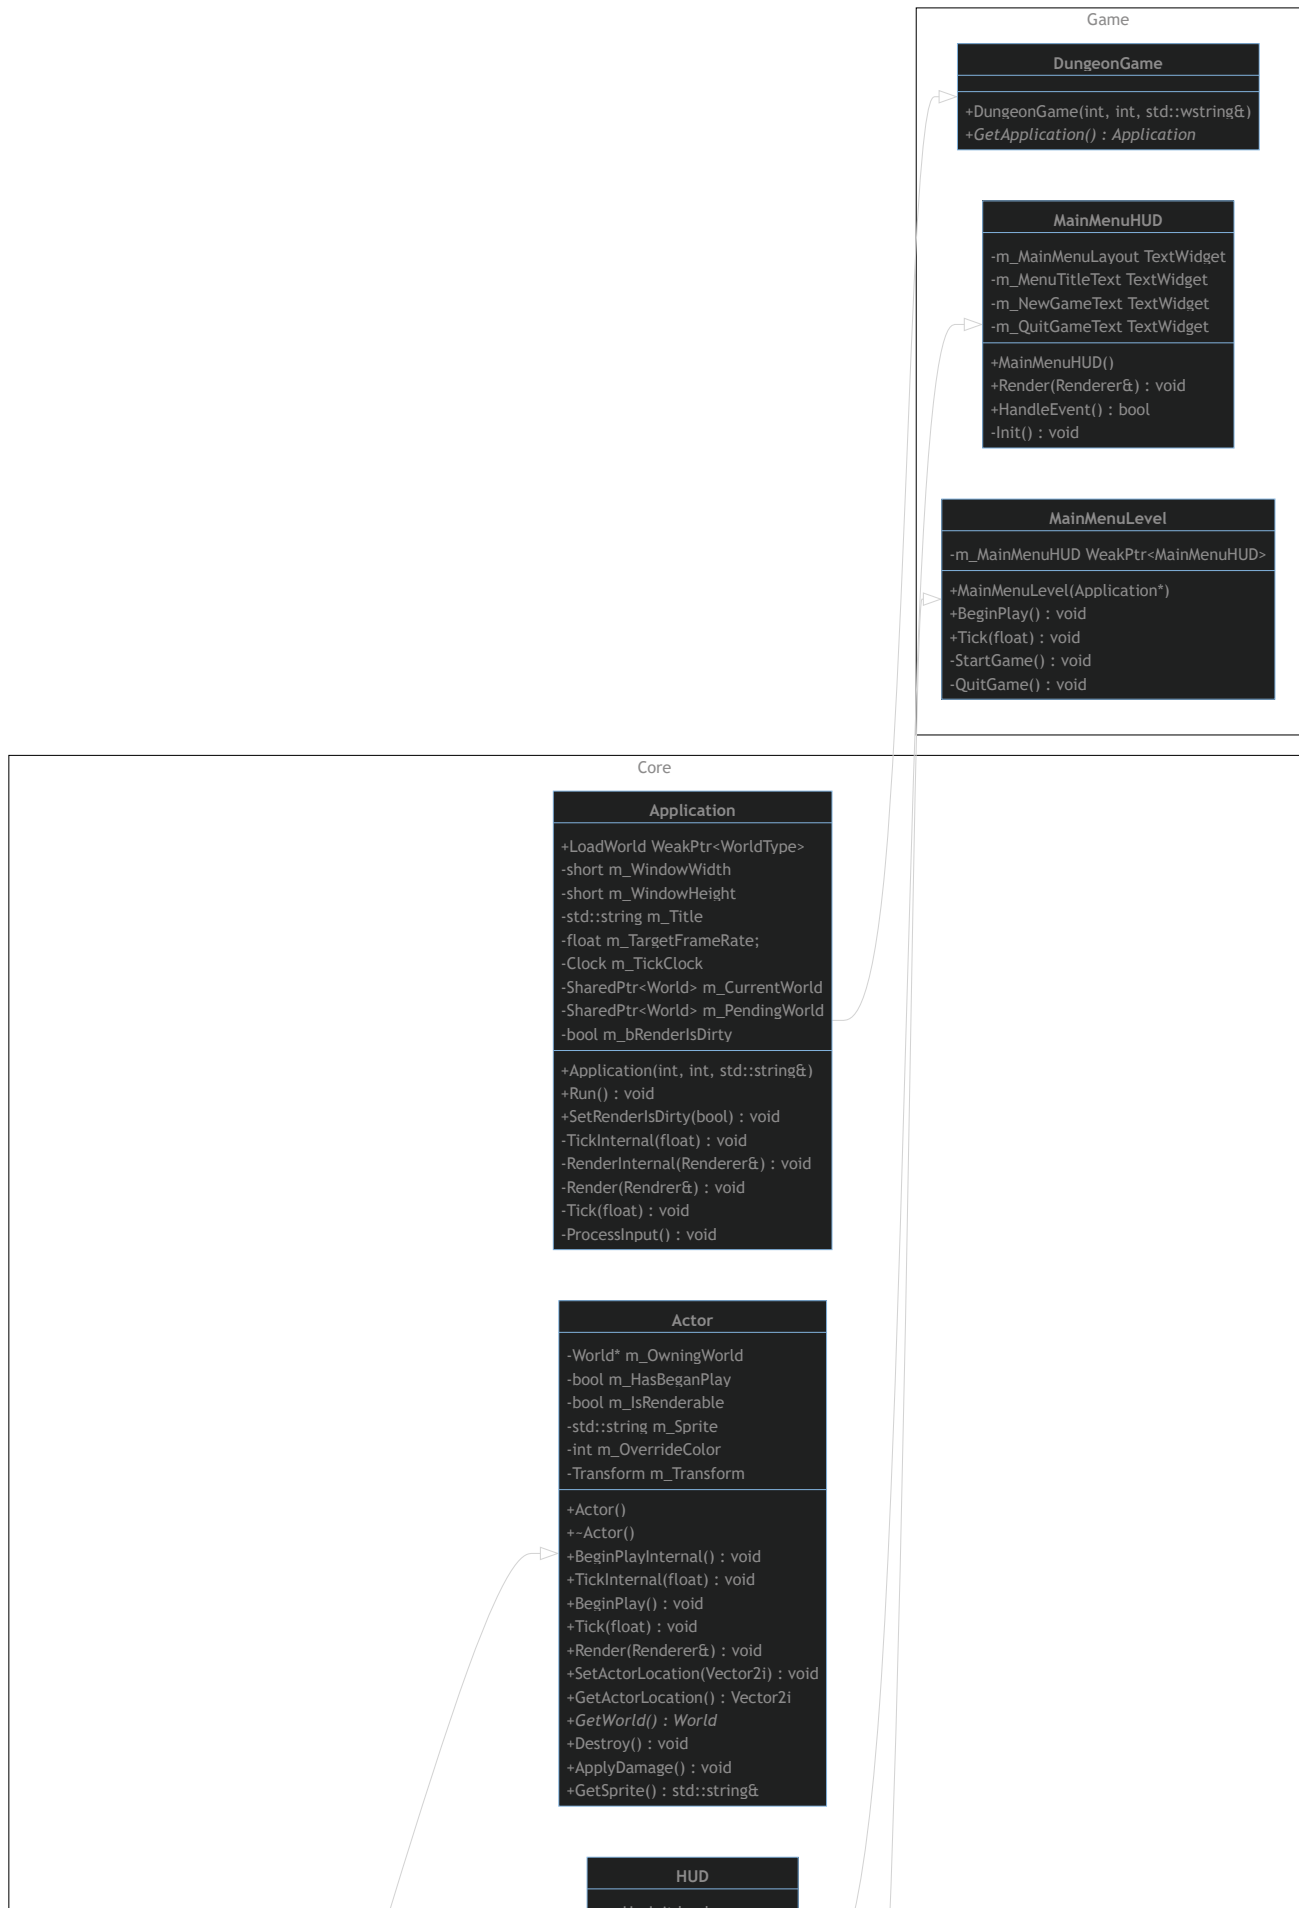 Game
DungeonGame
+DungeonGame(int, int, std::wstring&)
+GetApplication() : Application
MainMenuHUD
-m_MainMenuLayout TextWidget
-m_MenuTitleText TextWidget
-m_NewGameText TextWidget
-m_QuitGameText TextWidget
+MainMenuHUD()
+Render(Renderer&) : void
+HandleEvent() : bool
-Init() : void
MainMenuLevel
-m_MainMenuHUD WeakPtr<MainMenuHUD>
+MainMenuLevel(Application*)
+BeginPlay() : void
+Tick(float) : void
-StartGame() : void
-QuitGame() : void
Core
Application
+LoadWorld WeakPtr<WorldType>
-short m_WindowWidth
-short m_WindowHeight
-std::string m_Title
-float m_TargetFrameRate;
-Clock m_TickClock
-SharedPtr<World> m_CurrentWorld
-SharedPtr<World> m_PendingWorld
-bool m_bRenderIsDirty
+Application(int, int, std::string&)
+Run() : void
+SetRenderIsDirty(bool) : void
-TickInternal(float) : void
-RenderInternal(Renderer&) : void
-Render(Rendrer&) : void
-Tick(float) : void
-ProcessInput() : void
Actor
-World* m_OwningWorld
-bool m_HasBeganPlay
-bool m_IsRenderable
-std::string m_Sprite
-int m_OverrideColor
-Transform m_Transform
+Actor()
+~Actor()
+BeginPlayInternal() : void
+TickInternal(float) : void
+BeginPlay() : void
+Tick(float) : void
+Render(Renderer&) : void
+SetActorLocation(Vector2i) : void
+GetActorLocation() : Vector2i
+GetWorld() : World
+Destroy() : void
+ApplyDamage() : void
+GetSprite() : std::string&
HUD